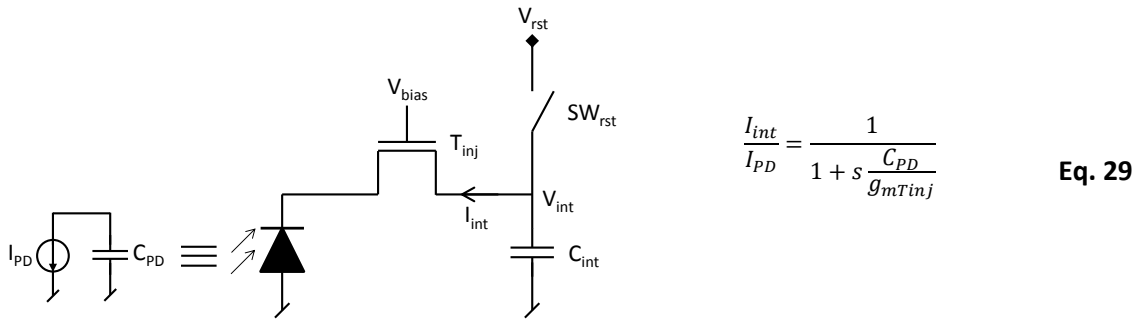 V_rst
V_bias
SW_rst
T_inj
I_int
V_int
I_PD
C_PD
C_int
I_int / I_PD = 1 / (1 + s C_PD / g_mTinj)
Eq. 29